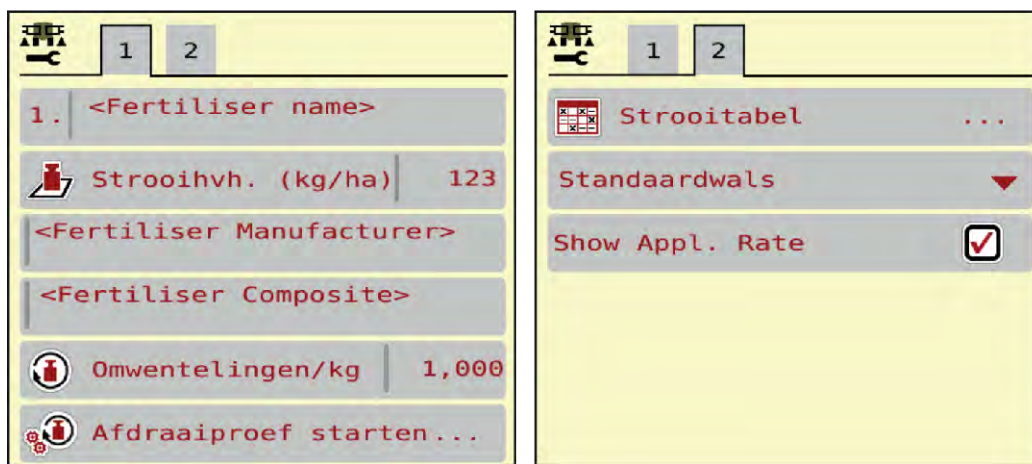 1 2
1. <Fertiliser name>
Strooihvh. (kg/ha) 123
<Fertiliser Manufacturer>
<Fertiliser Composite>
Omwentelingen/kg 1,000
Afdraaiproef starten...
1 2
Strooitabel ...
Standaardwals
Show Appl. Rate